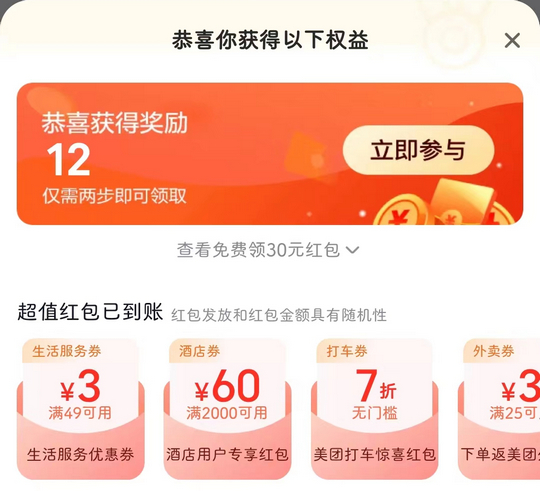 恭喜你获得以下权益
恭喜获得奖励
12
仅需两步即可领取
立即参与
查看免费领30元红包
超值红包已到账 红包发放和红包金额具有随机性
生活服务券
¥3
满49可用
生活服务优惠券
酒店券
¥60
满2000可用
酒店用户专享红包
打车券
7折
无门槛
美团打车惊喜红包
外卖券
¥3
满25可
下单返美团